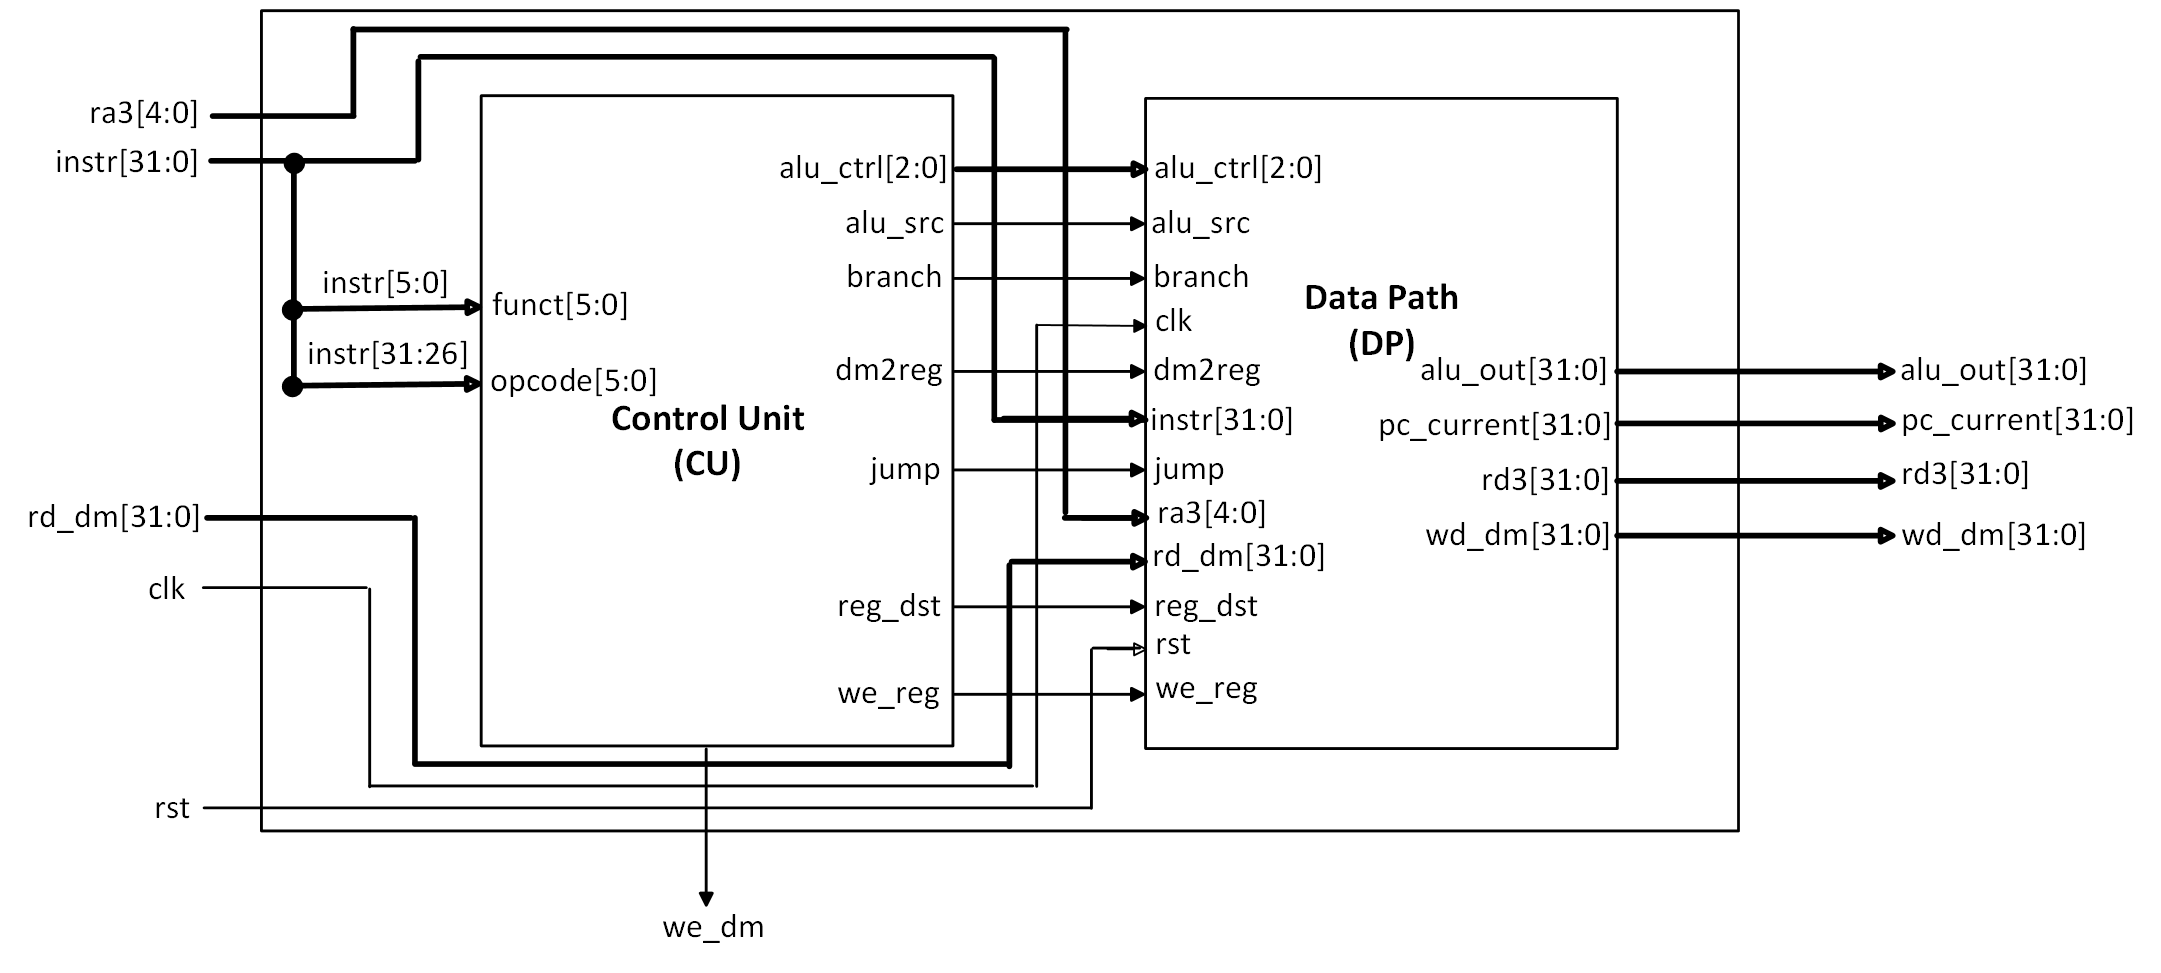 ra3[4:0]
instr[31:0]
instr[5:0]
instr[31:26]
rd_dm[31:0]
clk
rst
funct[5:0]
opcode[5:0]
Control Unit
(CU)
alu_ctrl[2:0]
alu_src
branch
dm2reg
jump
reg_dst
we_reg
we_dm
alu_ctrl[2:0]
alu_src
branch
clk
dm2reg
instr[31:0]
jump
ra3[4:0]
rd_dm[31:0]
reg_dst
rst
we_reg
Data Path
(DP)
alu_out[31:0]
pc_current[31:0]
rd3[31:0]
wd_dm[31:0]
alu_out[31:0]
pc_current[31:0]
rd3[31:0]
wd_dm[31:0]